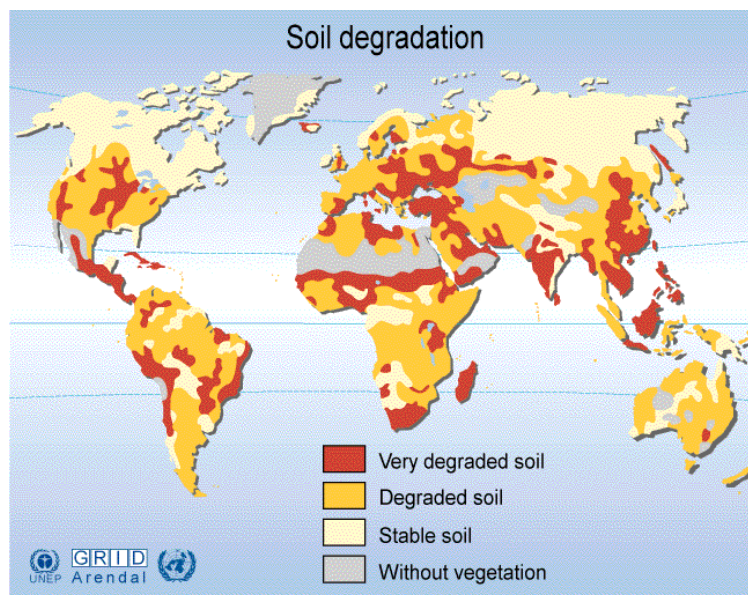 Soil degradation
Very degraded soil
Degraded soil
Stable soil
Without vegetation
UNEP
GRID
Arendal